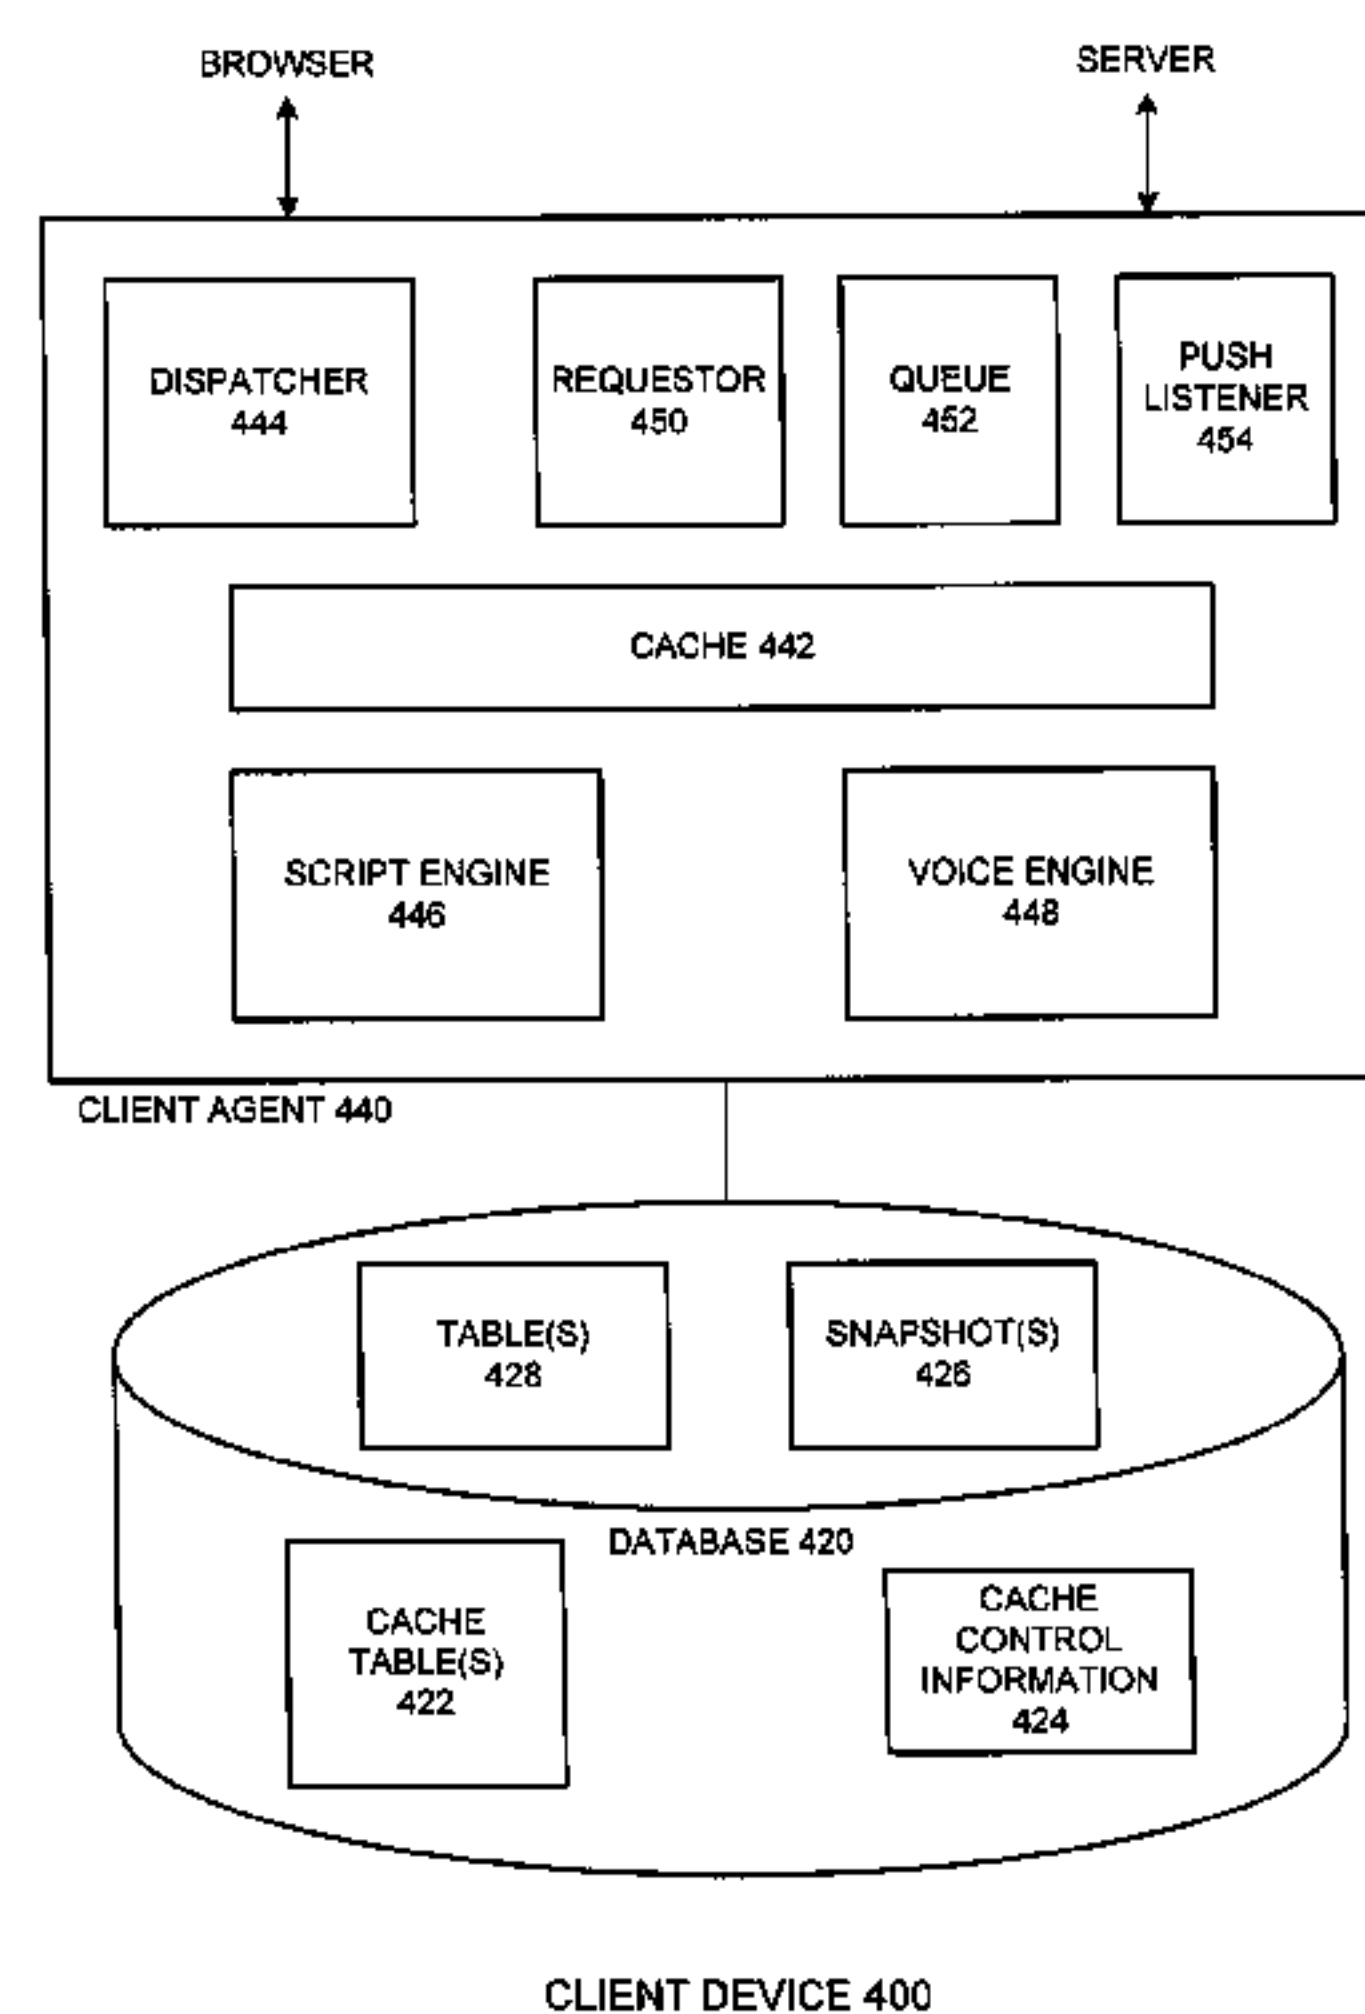 BROWSER
SERVER
DISPATCHER
444
REQUESTOR
450
QUEUE
452
PUSH
LISTENER
454
CACHE 442
SCRIPT ENGINE
446
VOICE ENGINE
448
CLIENT AGENT 440
TABLE(S)
428
SNAPSHOT(S)
426
DATABASE 420
CACHE
TABLE(S)
422
CACHE
CONTROL
INFORMATION
424
CLIENT DEVICE 400